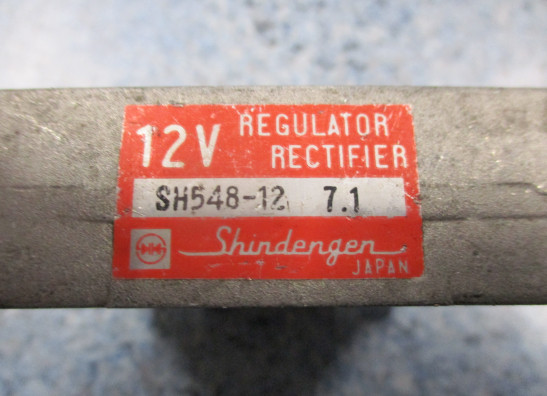 12V REGULATOR
RECTIFIER
SH548-12 7.1
Shindengen
JAPAN